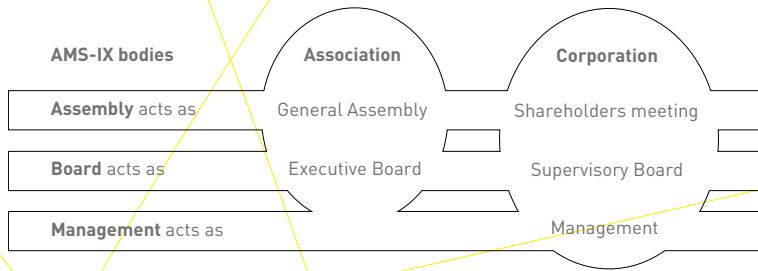 AMS-IX bodies Association Corporation
Assembly acts as General Assembly Shareholders meeting
Board acts as Executive Board Supervisory Board
Management acts as Management